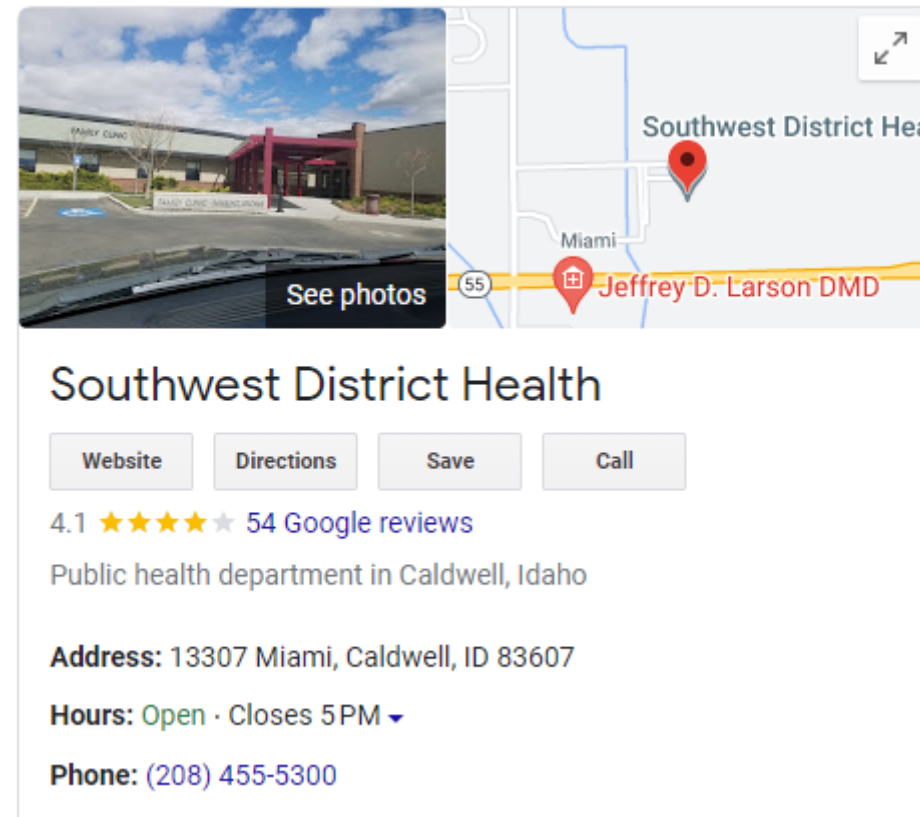 FAMILY CLINIC
See photos
Southwest District Hea
Miami
55
Jeffrey D. Larson DMD
Southwest District Health
Website
Directions
Save
Call
4.1 54 Google reviews
Public health department in Caldwell, Idaho
Address: 13307 Miami, Caldwell, ID 83607
Hours: Open · Closes 5 PM
Phone: (208) 455-5300